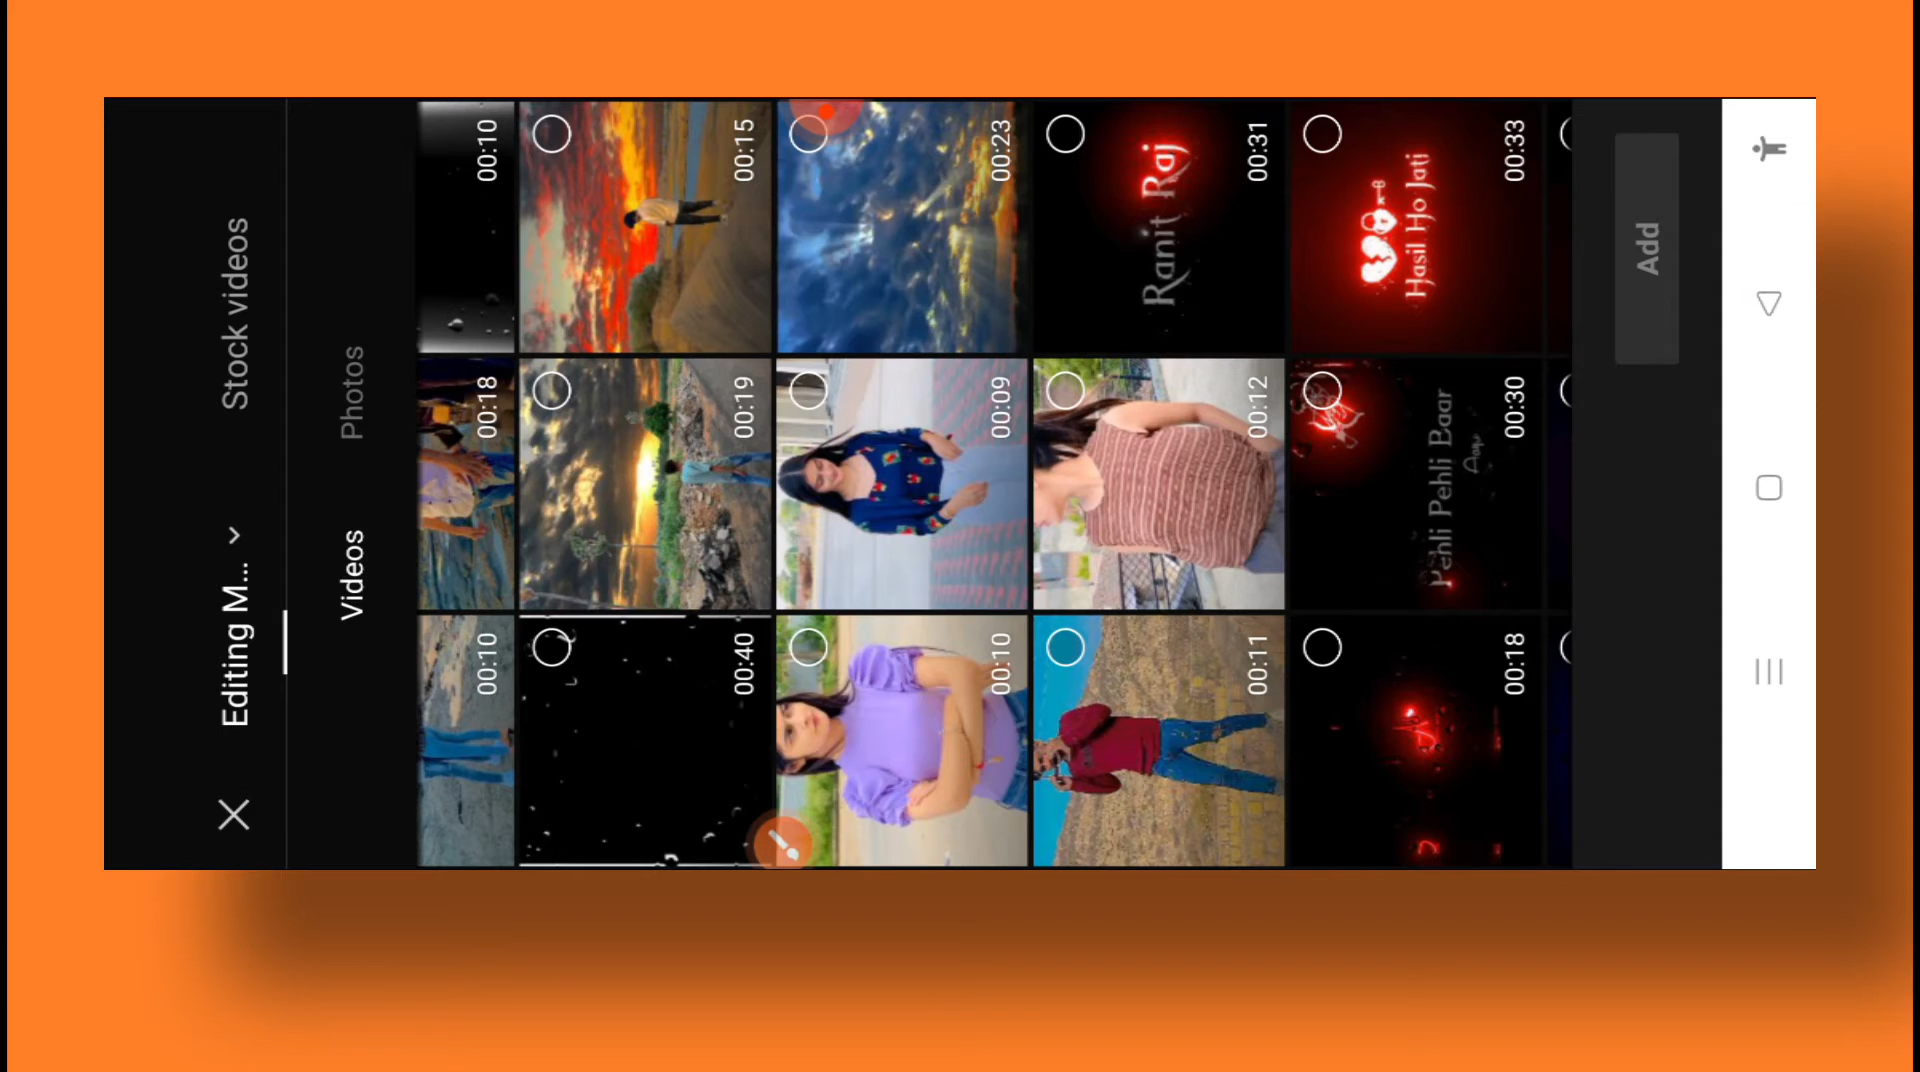 Editing M... Stock videos
Videos Photos
00:10 00:18 00:10
00:40 00:19 00:15
00:10 00:09 00:23
Ranit Raj
00:11 00:12 00:31
Pehli Pehli Baar
Hasil Ho Jati
00:18 00:30 00:33
Add